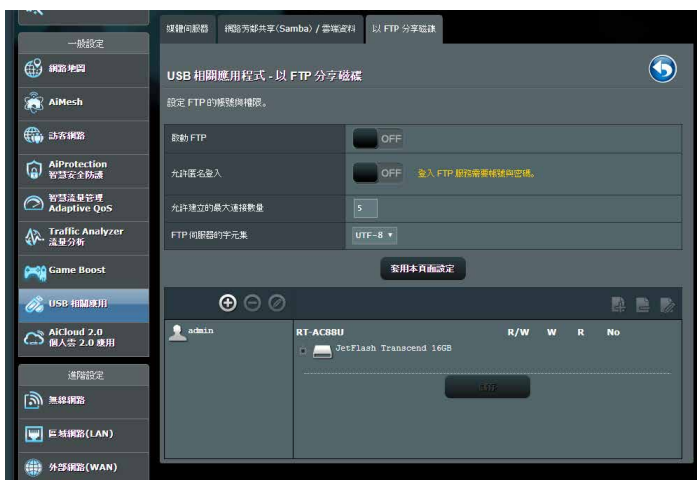 一般設定
網路地圖
AiMesh
訪客網路
AiProtection
智慧安全防護
智慧流量管理
Adaptive QoS
Traffic Analyzer
流量分析
Game Boost
USB 相關應用
AiCloud 2.0
個人雲 2.0 應用
進階設定
無線網路
區域網路(LAN)
外部網路(WAN)
媒體伺服器
網路芳鄰共享(Samba) / 雲端資料
以 FTP 分享磁碟
USB 相關應用程式 - 以 FTP 分享磁碟
設定 FTP 的帳號與權限。
啟動 FTP
OFF
允許匿名登入
OFF
登入 FTP 服務需要帳號與密碼。
允許建立的最大連接數量
5
FTP 伺服器的字元集
UTF-8
套用本頁面設定
admin
RT-AC88U
R/W W R No
JetFlash Transcend 16GB